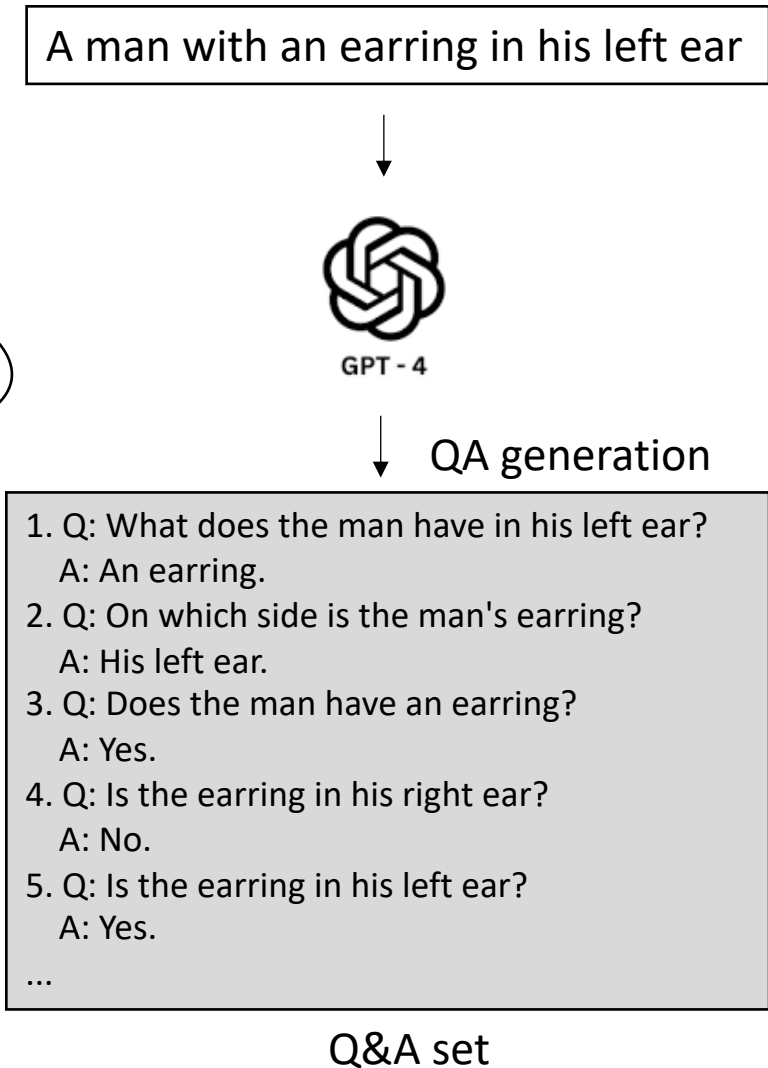 A man with an earring in his left ear
GPT - 4
QA generation
1. Q: What does the man have in his left ear?
A: An earring.
2. Q: On which side is the man's earring?
A: His left ear.
3. Q: Does the man have an earring?
A: Yes.
4. Q: Is the earring in his right ear?
A: No.
5. Q: Is the earring in his left ear?
A: Yes.
...
Q&A set